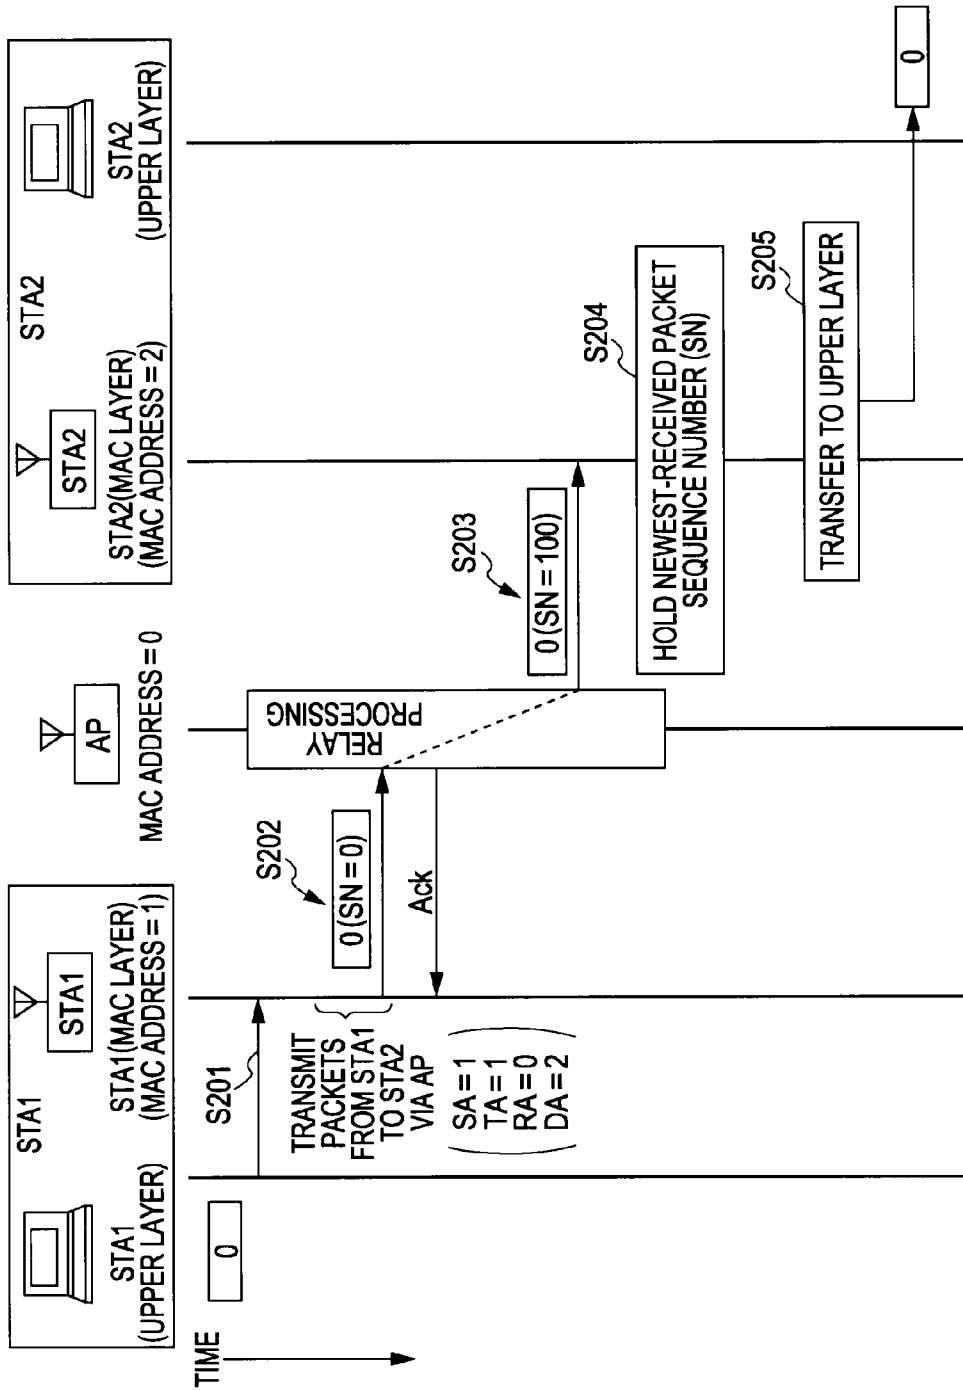 STA1
STA1
STA1
(UPPER LAYER)
STA1(MAC LAYER)
(MAC ADDRESS=1)
AP
MAC ADDRESS=0
STA2
STA2
STA2(MAC LAYER)
(MAC ADDRESS=2)
STA2
(UPPER LAYER)
TIME
0
S201
TRANSMIT
PACKETS
FROM STA1
TO STA2
VIA AP
SA=1
TA=1
RA=0
DA=2
S202
0(SN=0)
Ack
RELAY
PROCESSING
S203
0(SN=100)
S204
HOLD NEWEST-RECEIVED PACKET
SEQUENCE NUMBER (SN)
S205
TRANSFER TO UPPER LAYER
0